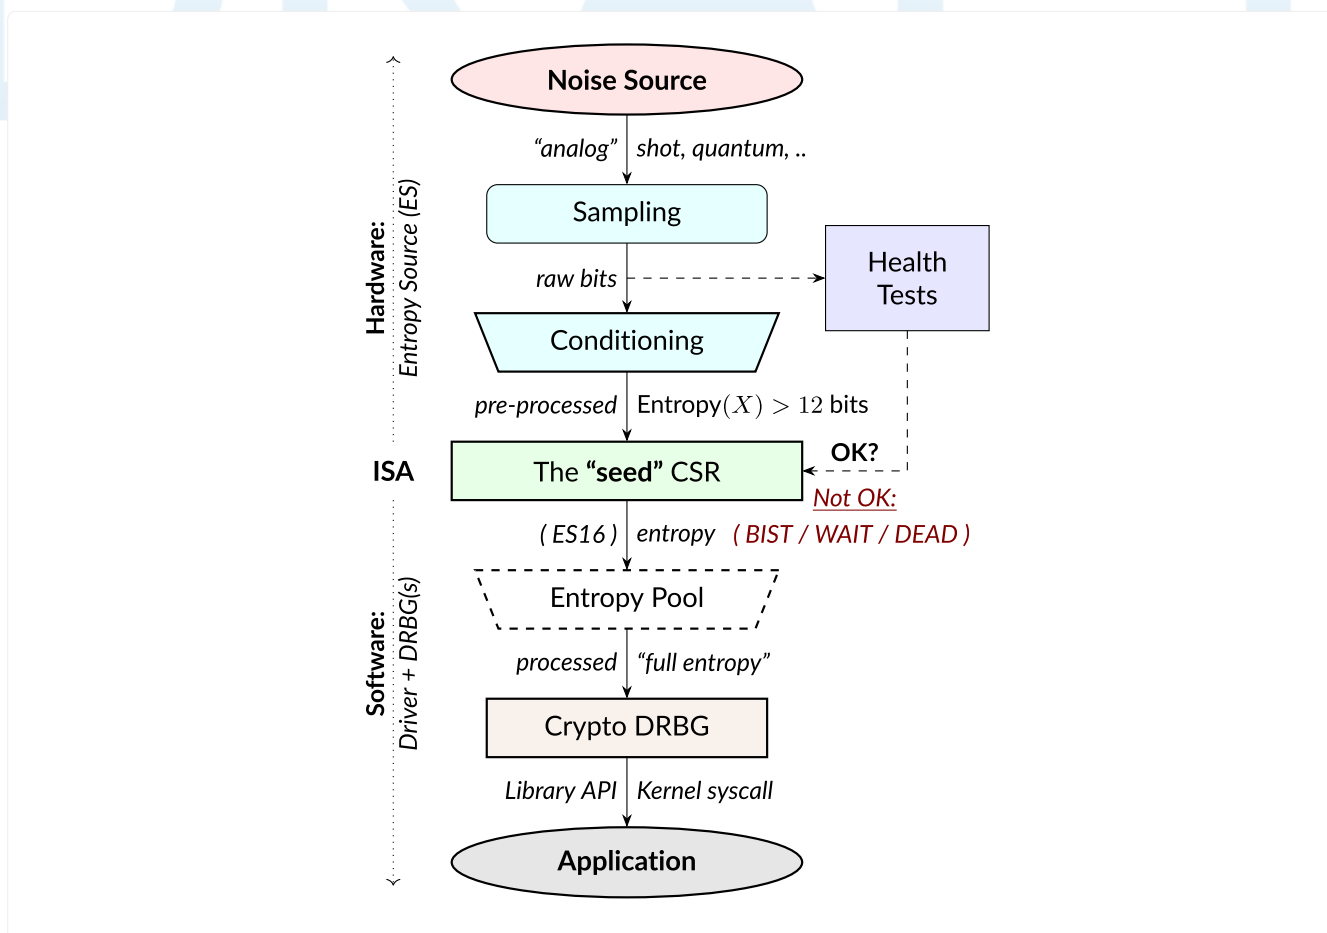 Noise Source
“analog” shot, quantum, ..
Sampling
raw bits
Health
Tests
Conditioning
pre-processed Entropy(X) > 12 bits
Hardware:
Entropy Source (ES)
ISA
The “seed” CSR
OK?
Not OK:
( ES16 ) entropy ( BIST / WAIT / DEAD )
Entropy Pool
processed “full entropy”
Software:
Driver + DRBG(s)
Crypto DRBG
Library API Kernel syscall
Application